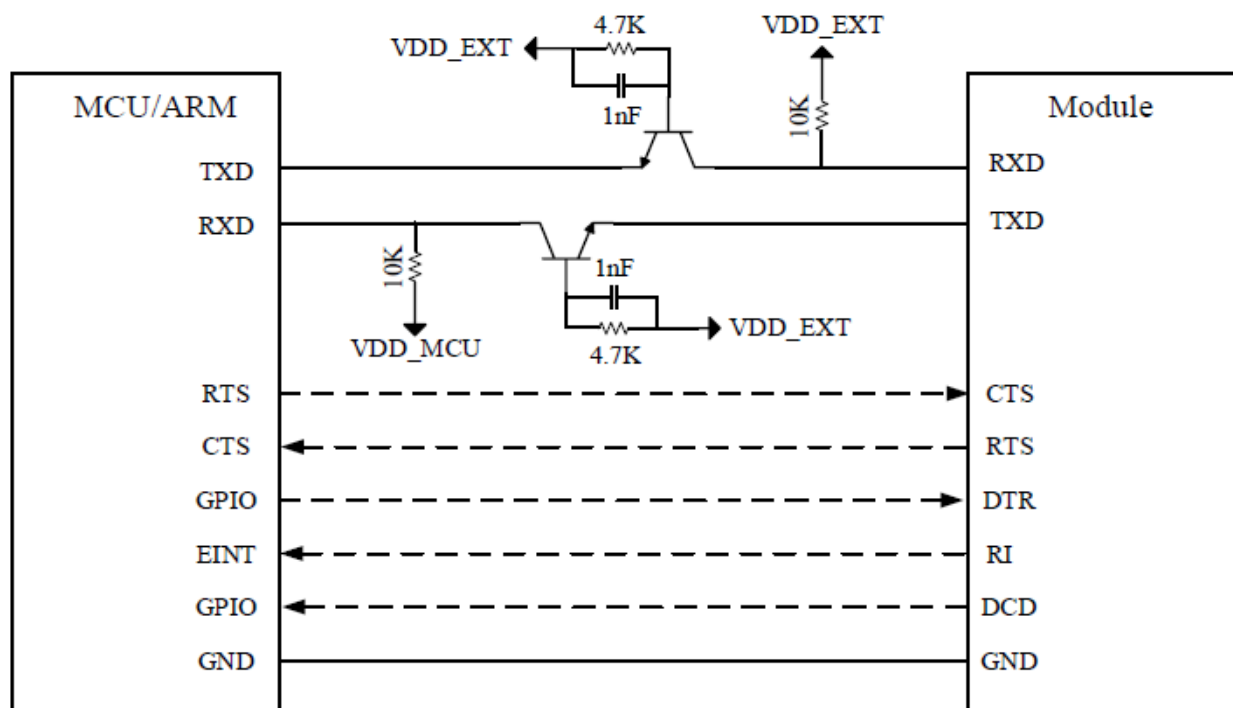 4.7K
VDD_EXT
VDD_EXT
MCU/ARM
1nF
10K
Module
TXD
RXD
RXD
TXD
10K
1nF
VDD_EXT
VDD_MCU
4.7K
RTS
CTS
CTS
RTS
GPIO
DTR
EINT
RI
GPIO
DCD
GND
GND